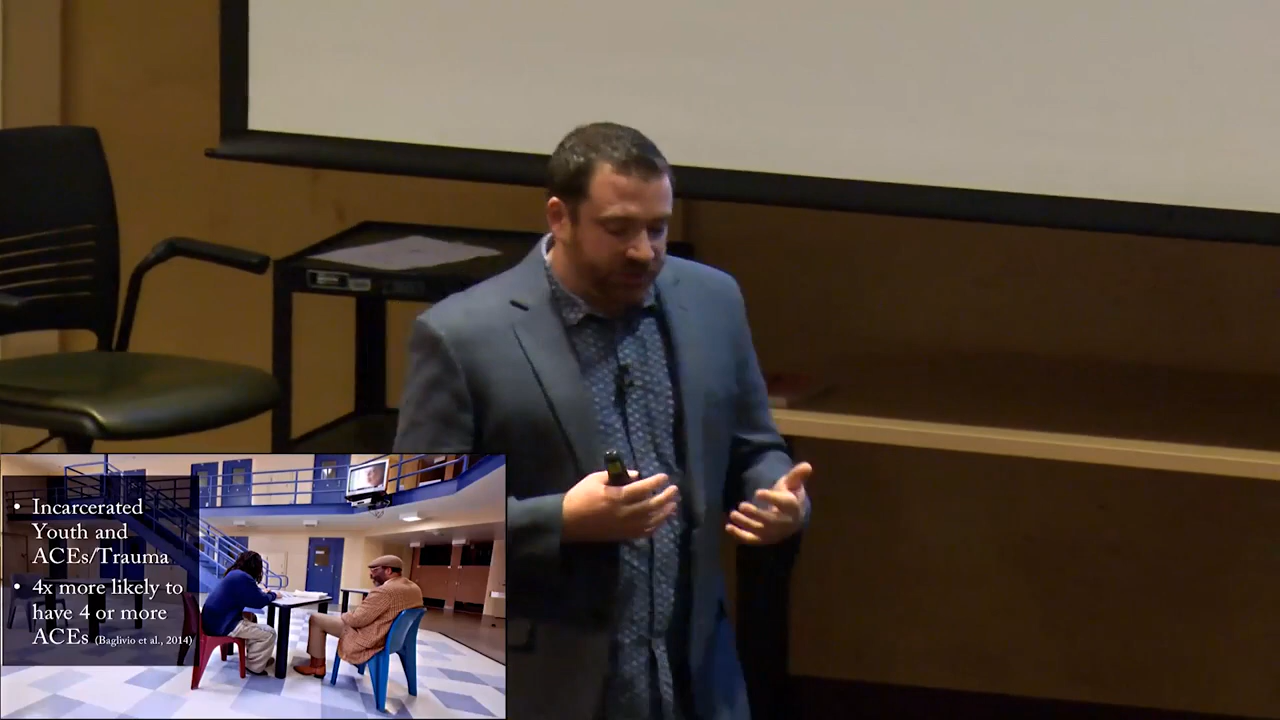 • Incarcerated
Youth and
ACEs/Trauma
• 4x more likely to
have 4 or more
ACEs (Baglivio et al., 2014)